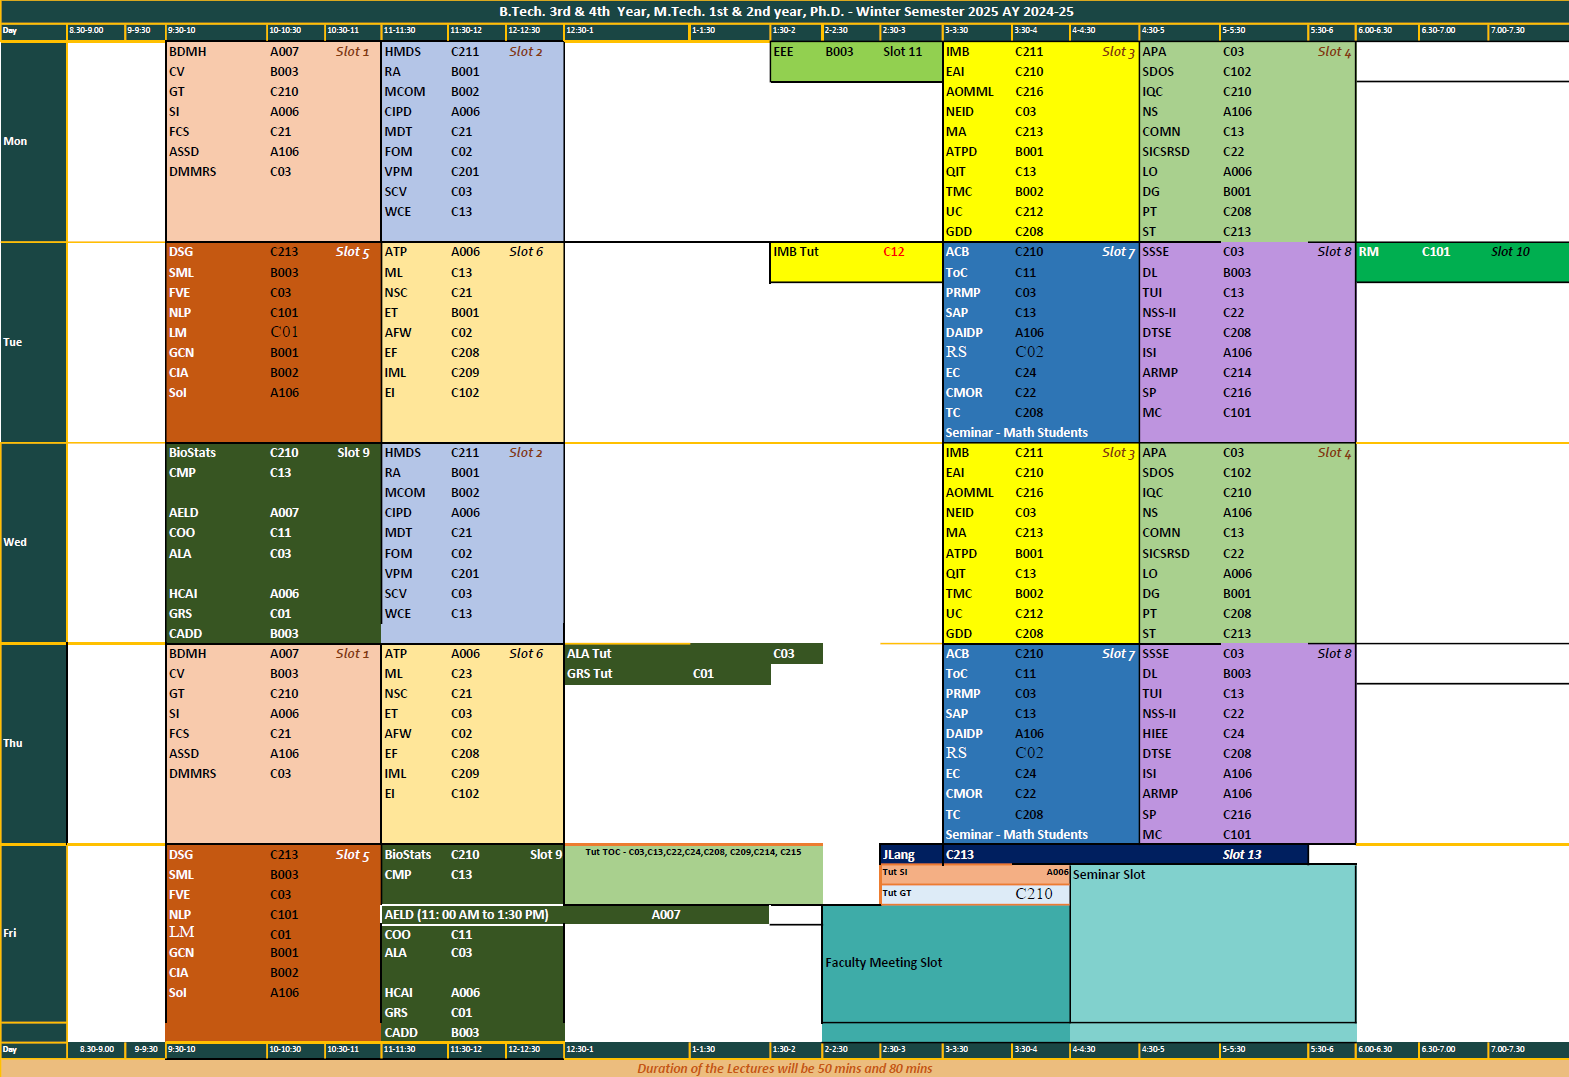 B.Tech. 3rd & 4th Year, M.Tech. 1st & 2nd year, Ph.D. - Winter Semester 2025 AY 2024-25
Day 8.30-9.00 9-9:30 9:30-10 10-10:30 10:30-11 11-11:30 11:30-12 12-12:30 12:30-1 1-1:30 1:30-2 2-2:30 2:30-3 3-3:30 3:30-4 4-4:30 4:30-5 5-5:30 5:30-6 6.00-6.30 6.30-7.00 7.00-7.30
Mon
BDMH A007 Slot 1 HMDS C211 Slot 2 EEE B003 Slot 11 IMB C211 Slot 3 APA C03 Slot 4
CV B003 RA B001 EAI C210 SDOS C102
GT C210 MCOM B002 AOMML C216 IQC C210
SI A006 CIPD A006 NEID C03 NS A106
FCS C21 MDT C21 MA C213 COMN C13
ASSD A106 FOM C02 ATPD B001 SICSRSD C22
DMMRS C03 VPM C201 QIT C13 LO A006
SCV C03 TMC B002 DG B001
WCE C13 UC C212 PT C208
GDD C208 ST C213
Tue
DSG C213 Slot 5 ATP A006 Slot 6 IMB Tut C12 ACB C210 Slot 7 SSSE C03 Slot 8 RM C101 Slot 10
SML B003 ML C13 ToC C11 DL B003
FVE C03 NSC C21 PRMP C03 TUI C13
NLP C101 ET B001 SAP C13 NSS-II C22
LM C01 AFW C02 DAIDP A106 DTSE C208
GCN B001 EF C208 RS C02 ISI A106
CIA B002 IML C209 EC C24 ARMP C214
SoI A106 EI C102 CMOR C22 SP C216
TC C208 MC C101
Seminar - Math Students
Wed
BioStats C210 Slot 9 HMDS C211 Slot 2 IMB C211 Slot 3 APA C03 Slot 4
CMP C13 RA B001 EAI C210 SDOS C102
MCOM B002 AOMML C216 IQC C210
AELD A007 CIPD A006 NEID C03 NS A106
COO C11 MDT C21 MA C213 COMN C13
ALA C03 FOM C02 ATPD B001 SICSRSD C22
VPM C201 QIT C13 LO A006
HCAI A006 SCV C03 TMC B002 DG B001
GRS C01 WCE C13 UC C212 PT C208
CADD B003 GDD C208 ST C213
Thu
BDMH A007 Slot 1 ATP A006 Slot 6 ALA Tut C03 ACB C210 Slot 7 SSSE C03 Slot 8
CV B003 ML C23 GRS Tut C01 ToC C11 DL B003
GT C210 NSC C21 PRMP C03 TUI C13
SI A006 ET C03 SAP C13 NSS-II C22
FCS C21 AFW C02 DAIDP A106 HIEE C24
ASSD A106 EF C208 RS C02 DTSE C208
DMMRS C03 IML C209 EC C24 ISI A106
EI C102 CMOR C22 ARMP A106
TC C208 SP C216
Seminar - Math Students MC C101
Fri
DSG C213 Slot 5 BioStats C210 Slot 9 Tut TOC - C03,C13,C22,C24,C208, C209,C214, C215 JLang C213 Slot 13
SML B003 CMP C13 Tut SI A006 Seminar Slot
FVE C03 Tut GT C210
NLP C101 AELD (11: 00 AM to 1:30 PM) A007
LM C01 COO C11
GCN B001 ALA C03 Faculty Meeting Slot
CIA B002
SoI A106 HCAI A006
GRS C01
CADD B003
Day 8.30-9.00 9-9:30 9:30-10 10-10:30 10:30-11 11-11:30 11:30-12 12-12:30 12:30-1 1-1:30 1:30-2 2-2:30 2:30-3 3-3:30 3:30-4 4-4:30 4:30-5 5-5:30 5:30-6 6.00-6.30 6.30-7.00 7.00-7.30
Duration of the Lectures will be 50 mins and 80 mins